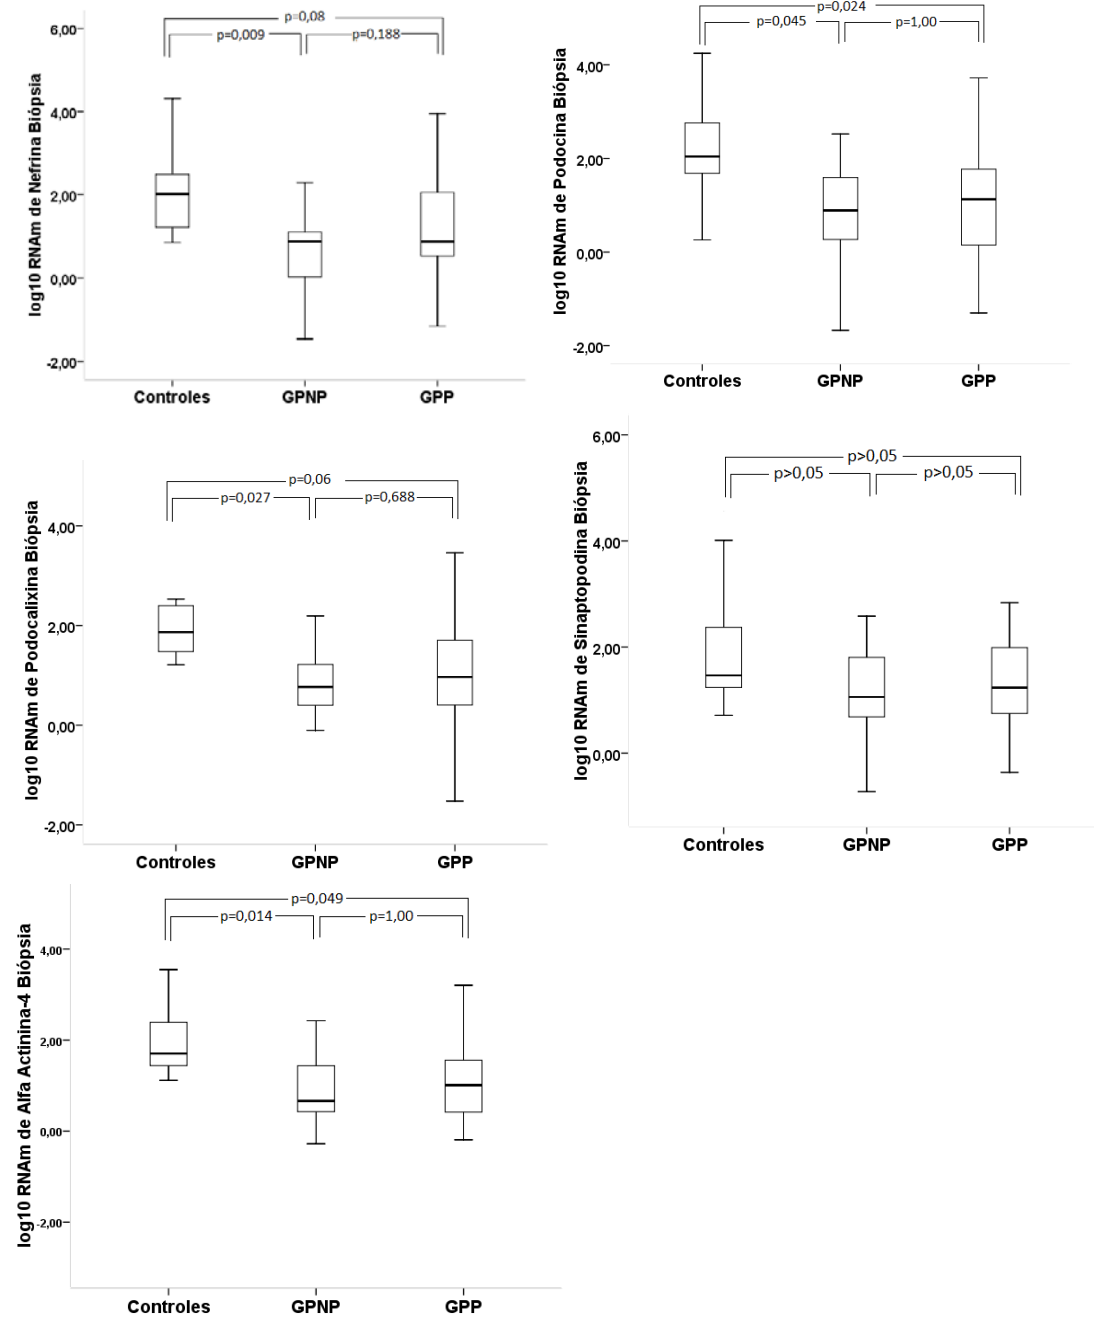 p=0,08
p=0,009
p=0,188
log10 RNAm de Nefrina Biópsia
6,00
4,00
2,00
0,00
-2,00
Controles GPNP GPP
p=0,024
p=0,045
p=1,00
log10 RNAm de Podocina Biópsia
4,00
2,00
0,00
-2,00
Controles GPNP GPP
p=0,06
p=0,027
p=0,688
log10 RNAm de Podocalixina Biópsia
4,00
2,00
0,00
-2,00
Controles GPNP GPP
p>0,05
p>0,05
p>0,05
log10 RNAm de Sinaptopodina Biópsia
6,00
4,00
2,00
0,00
Controles GPNP GPP
p=0,049
p=0,014
p=1,00
log10 RNAm de Alfa Actinina-4 Biópsia
4,00
2,00
0,00
-2,00
Controles GPNP GPP